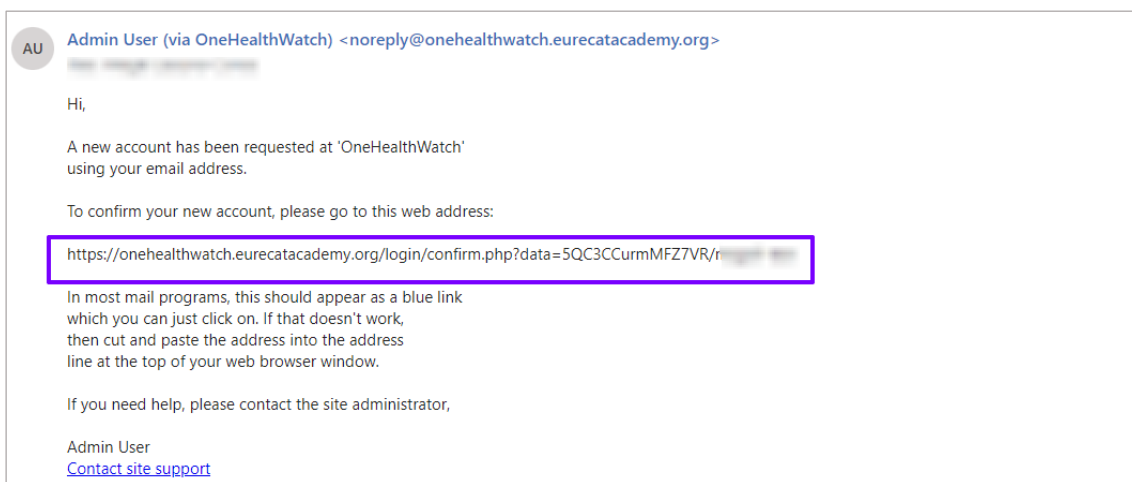 AU
Admin User (via OneHealthWatch) <noreply@onehealthwatch.eurecatacademy.org>
Hi,
A new account has been requested at 'OneHealthWatch'
using your email address.
To confirm your new account, please go to this web address:
https://onehealthwatch.eurecatacademy.org/login/confirm.php?data=5QC3CCurmMFZ7VR/
In most mail programs, this should appear as a blue link
which you can just click on. If that doesn't work,
then cut and paste the address into the address
line at the top of your web browser window.
If you need help, please contact the site administrator,
Admin User
Contact site support